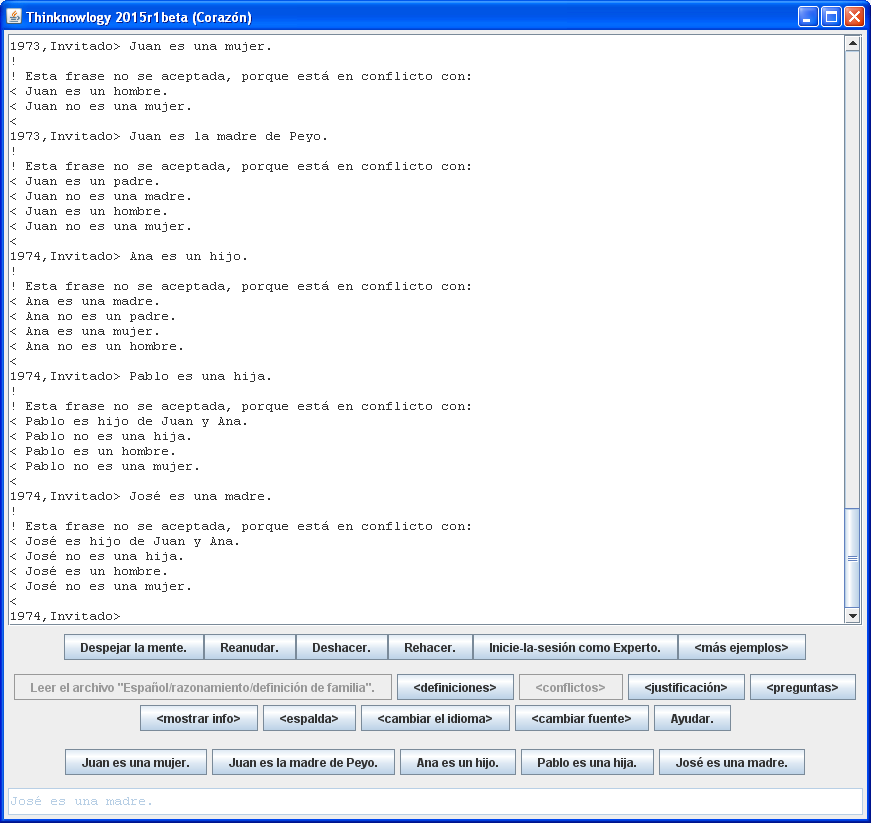 Thinknowlogy 2015r1beta (Corazón)
1973,Invitado> Juan es una mujer.
!
! Esta frase no se aceptada, porque está en conflicto con:
< Juan es un hombre.
< Juan no es una mujer.
<
1973,Invitado> Juan es la madre de Peyo.
!
! Esta frase no se aceptada, porque está en conflicto con:
< Juan es un padre.
< Juan no es una madre.
< Juan es un hombre.
< Juan no es una mujer.
<
1974,Invitado> Ana es un hijo.
!
! Esta frase no se aceptada, porque está en conflicto con:
< Ana es una madre.
< Ana no es un padre.
< Ana es una mujer.
< Ana no es un hombre.
<
1974,Invitado> Pablo es una hija.
!
! Esta frase no se aceptada, porque está en conflicto con:
< Pablo es hijo de Juan y Ana.
< Pablo no es una hija.
< Pablo es un hombre.
< Pablo no es una mujer.
<
1974,Invitado> José es una madre.
!
! Esta frase no se aceptada, porque está en conflicto con:
< José es hijo de Juan y Ana.
< José no es una hija.
< José es un hombre.
< José no es una mujer.
<
1974,Invitado>
Despejar la mente. Reanudar. Deshacer. Rehacer. Inicie-la-sesión como Experto. <más ejemplos>
Leer el archivo "Español/razonamiento/definición de familia". <definiciones> <conflictos> <justificación> <preguntas>
<mostrar info> <espalda> <cambiar el idioma> <cambiar fuente> Ayudar.
Juan es una mujer. Juan es la madre de Peyo. Ana es un hijo. Pablo es una hija. José es una madre.
José es una madre.